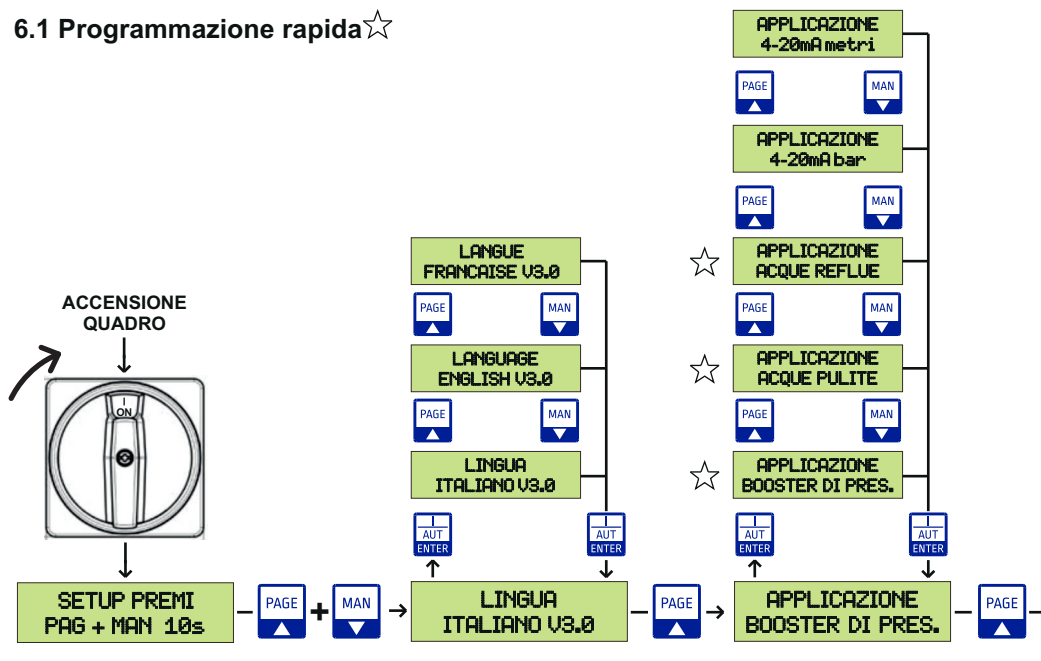 6.1 Programmazione rapida
ACCENSIONE
QUADRO
I
ON
SETUP PREMI
PAG + MAN 10s
PAGE
+
MAN
LANGUE
FRANCAISE V3.0
PAGE
MAN
LANGUAGE
ENGLISH V3.0
PAGE
MAN
LINGUA
ITALIANO V3.0
I
AUT
ENTER
I
AUT
ENTER
LINGUA
ITALIANO V3.0
PAGE
APPLICAZIONE
4-20mA metri
PAGE
MAN
APPLICAZIONE
4-20mA bar
PAGE
MAN
APPLICAZIONE
ACQUE REFLUE
PAGE
MAN
APPLICAZIONE
ACQUE PULITE
PAGE
MAN
APPLICAZIONE
BOOSTER DI PRES.
I
AUT
ENTER
I
AUT
ENTER
APPLICAZIONE
BOOSTER DI PRES.
PAGE